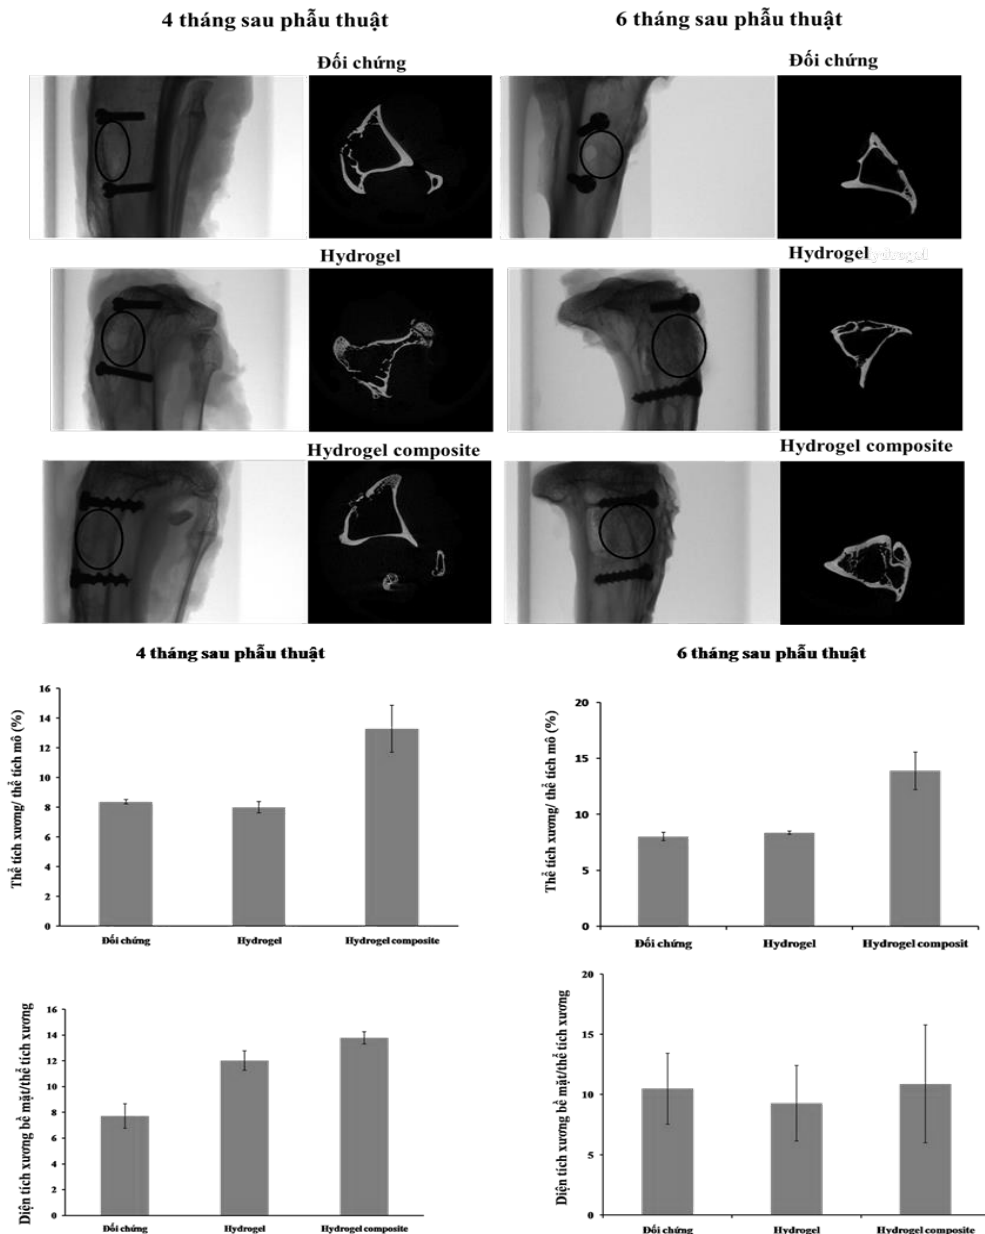 4 tháng sau phẫu thuật
6 tháng sau phẫu thuật
Đối chứng
Đối chứng
Hydrogel
Hydrogel
Hydrogel composite
Hydrogel composite
4 tháng sau phẫu thuật
6 tháng sau phẫu thuật
Thể tích xương/ thể tích mô (%)
16
14
12
10
8
6
4
2
0
Đối chứng Hydrogel Hydrogel composite
Thể tích xương/ thể tích mô (%)
20
15
10
5
0
Đối chứng Hydrogel Hydrogel composit
Diện tích xương bề mặt/thể tích xương
16
14
12
10
8
6
4
2
0
Đối chứng Hydrogel Hydrogel composite
Diện tích xương bề mặt/thể tích xương
20
15
10
5
0
Đối chứng Hydrogel Hydrogel composite